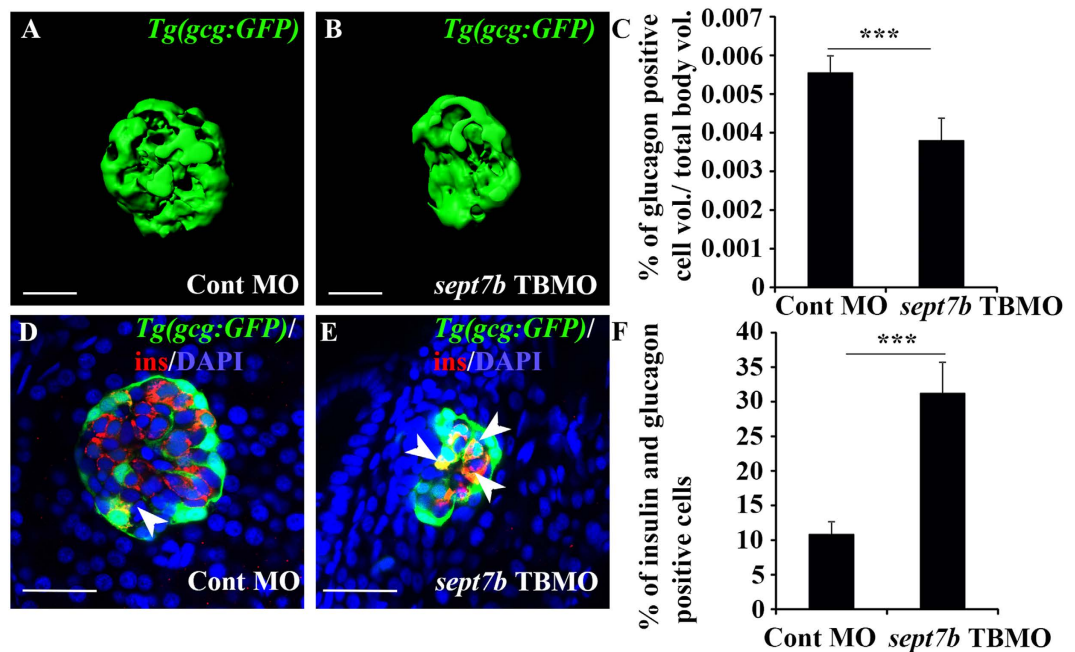 A
Tg(gcg:GFP)
Cont MO
B
Tg(gcg:GFP)
sept7b TBMO
C
% of glucagon positive
cell vol./ total body vol.
***
0.007
0.006
0.005
0.004
0.003
0.002
0.001
0
Cont MO
sept7b TBMO
D
Tg(gcg:GFP)/
ins/DAPI
Cont MO
E
Tg(gcg:GFP)/
ins/DAPI
sept7b TBMO
F
% of insulin and glucagon
positive cells
***
40
35
30
25
20
15
10
5
0
Cont MO
sept7b TBMO